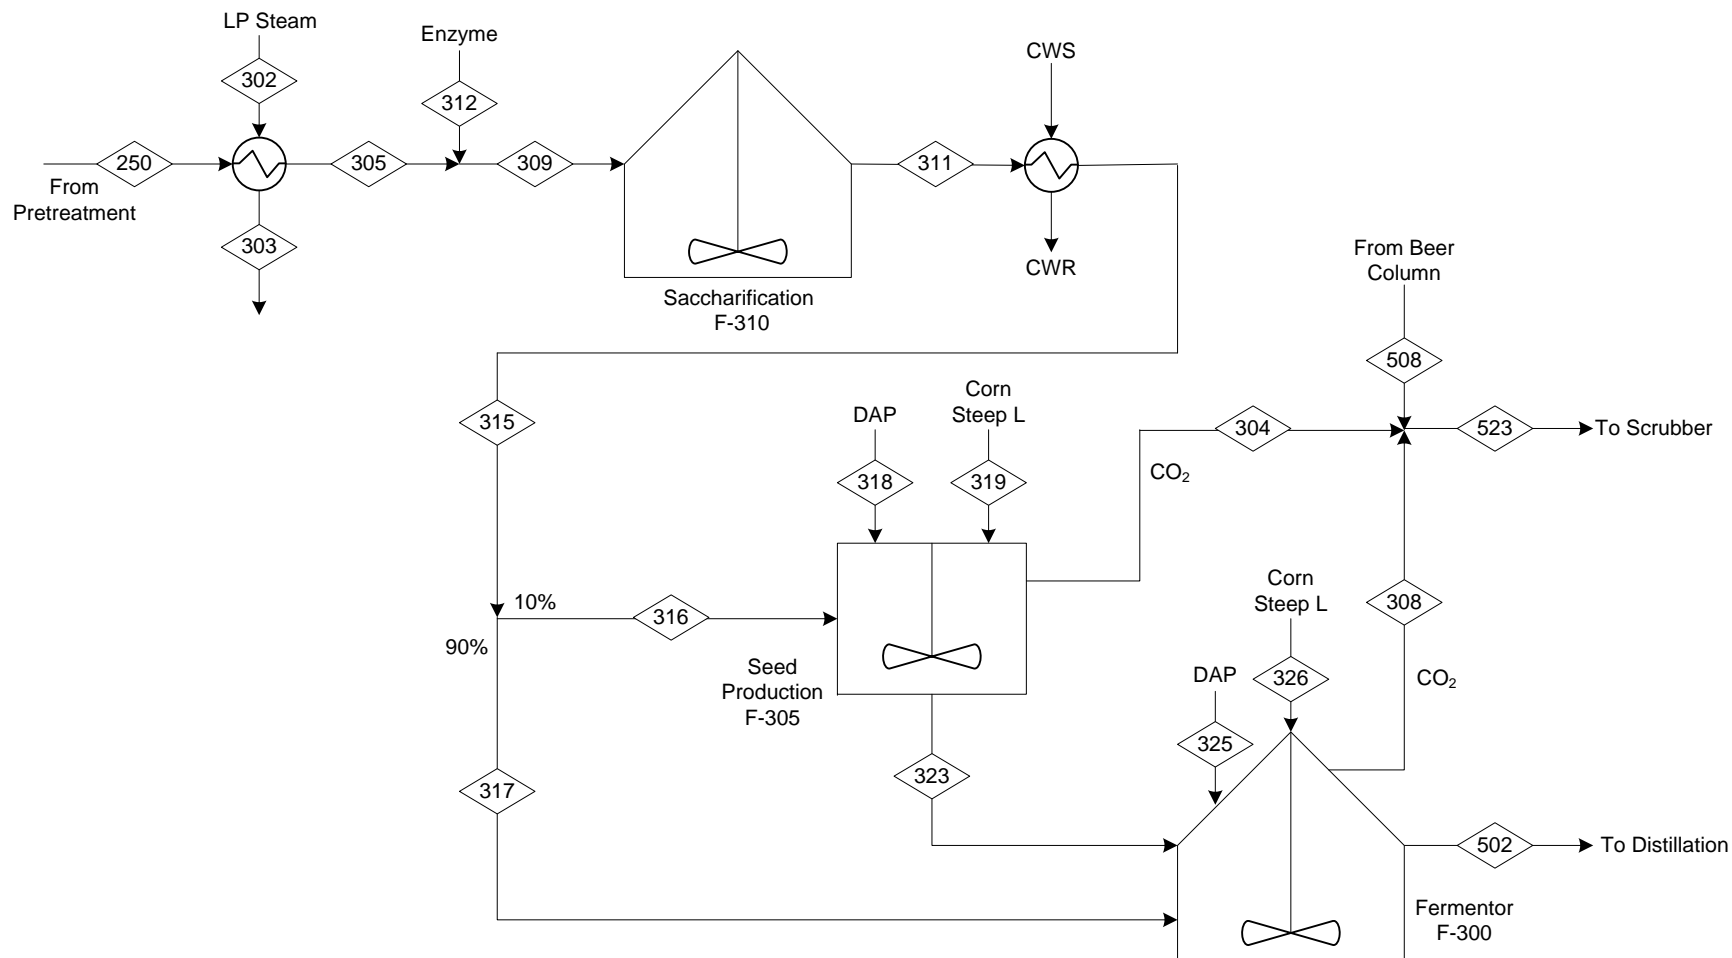 LP Steam
302
Enzyme
312
CWS
250
305
309
311
From
Pretreatment
303
CWR
Saccharification
F-310
From Beer
Column
508
315
DAP
Corn
Steep L
304
523
To Scrubber
318
319
CO₂
10%
316
90%
Seed
Production
F-305
Corn
Steep L
308
DAP
326
CO₂
325
323
317
502
To Distillation
Fermentor
F-300